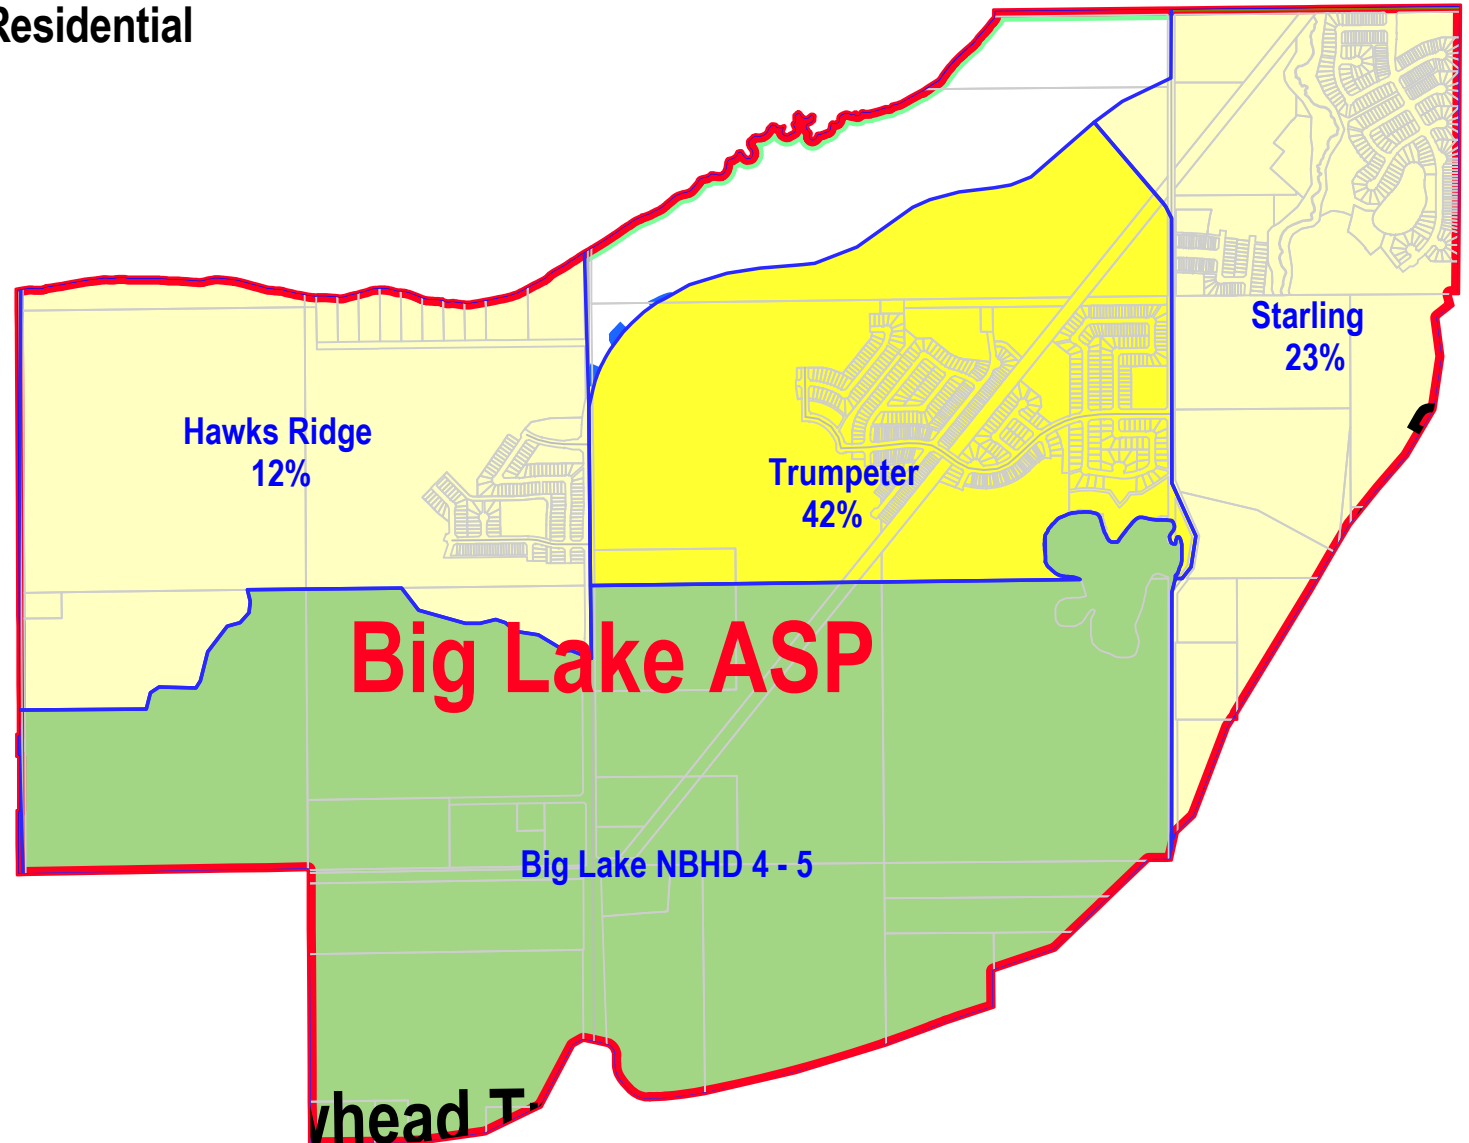 Residential
Starling
23%
Hawks Ridge
12%
Trumpeter
42%
Big Lake ASP
Big Lake NBHD 4 - 5